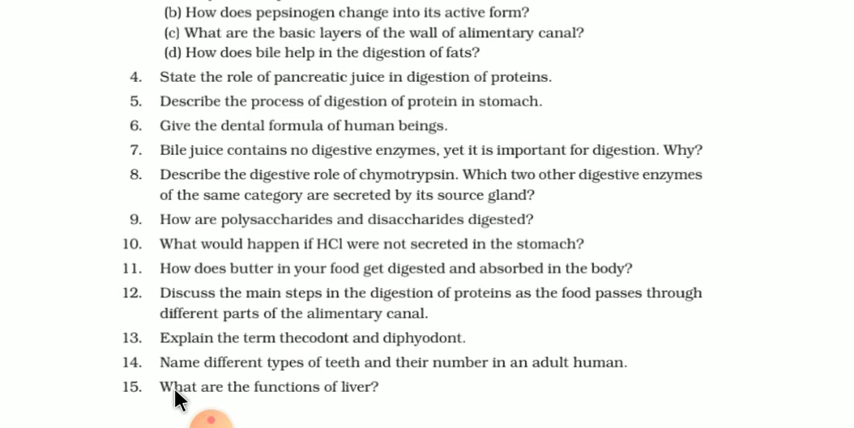 (b) How does pepsinogen change into its active form?
(c) What are the basic layers of the wall of alimentary canal?
(d) How does bile help in the digestion of fats?
4. State the role of pancreatic juice in digestion of proteins.
5. Describe the process of digestion of protein in stomach.
6. Give the dental formula of human beings.
7. Bile juice contains no digestive enzymes, yet it is important for digestion. Why?
8. Describe the digestive role of chymotrypsin. Which two other digestive enzymes
of the same category are secreted by its source gland?
9. How are polysaccharides and disaccharides digested?
10. What would happen if HCl were not secreted in the stomach?
11. How does butter in your food get digested and absorbed in the body?
12. Discuss the main steps in the digestion of proteins as the food passes through
different parts of the alimentary canal.
13. Explain the term thecodont and diphyodont.
14. Name different types of teeth and their number in an adult human.
15. What are the functions of liver?